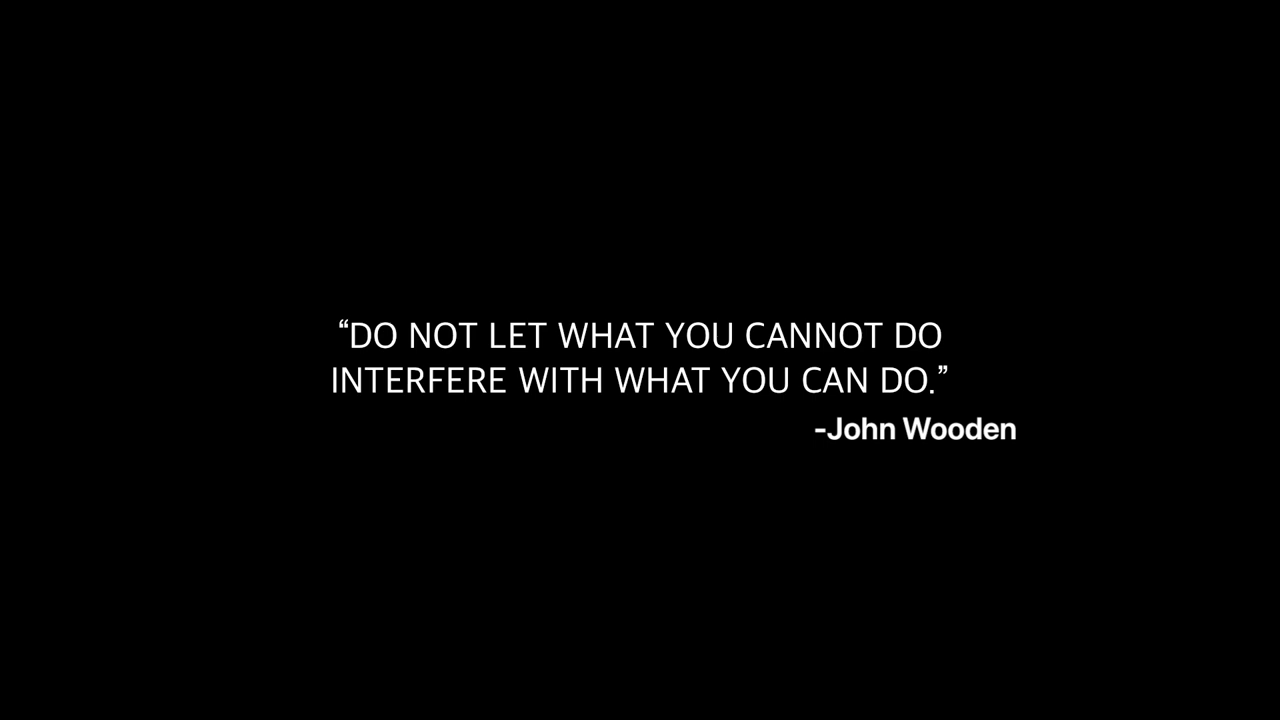 “DO NOT LET WHAT YOU CANNOT DO
INTERFERE WITH WHAT YOU CAN DO.”
-John Wooden